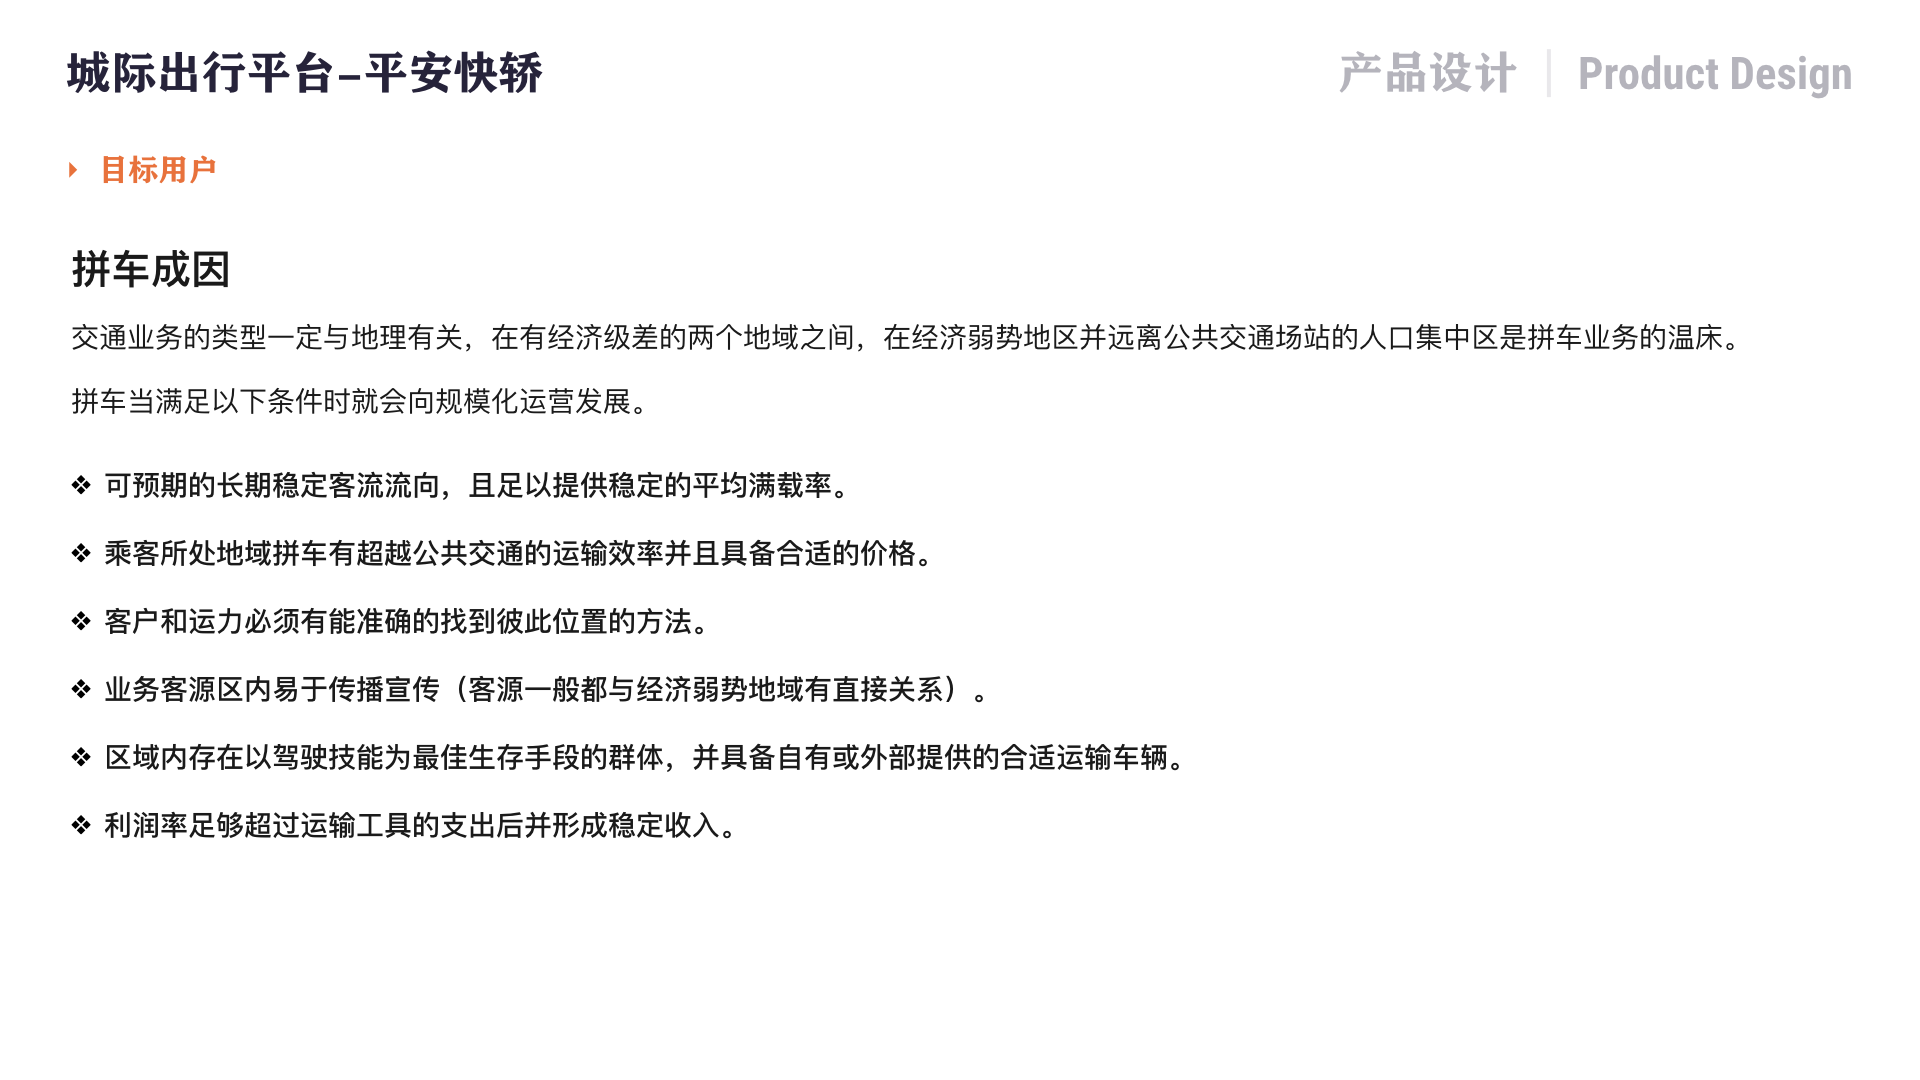 城际出行平台–平安快轿
产品设计 | Product Design
目标用户
拼车成因
交通业务的类型一定与地理有关，在有经济级差的两个地域之间，在经济弱势地区并远离公共交通场站的人口集中区是拼车业务的温床。
拼车当满足以下条件时就会向规模化运营发展。
❖ 可预期的长期稳定客流流向，且足以提供稳定的平均满载率。
❖ 乘客所处地域拼车有超越公共交通的运输效率并且具备合适的价格。
❖ 客户和运力必须有能准确的找到彼此位置的方法。
❖ 业务客源区内易于传播宣传（客源一般都与经济弱势地域有直接关系）。
❖ 区域内存在以驾驶技能为最佳生存手段的群体，并具备自有或外部提供的合适运输车辆。
❖ 利润率足够超过运输工具的支出后并形成稳定收入。